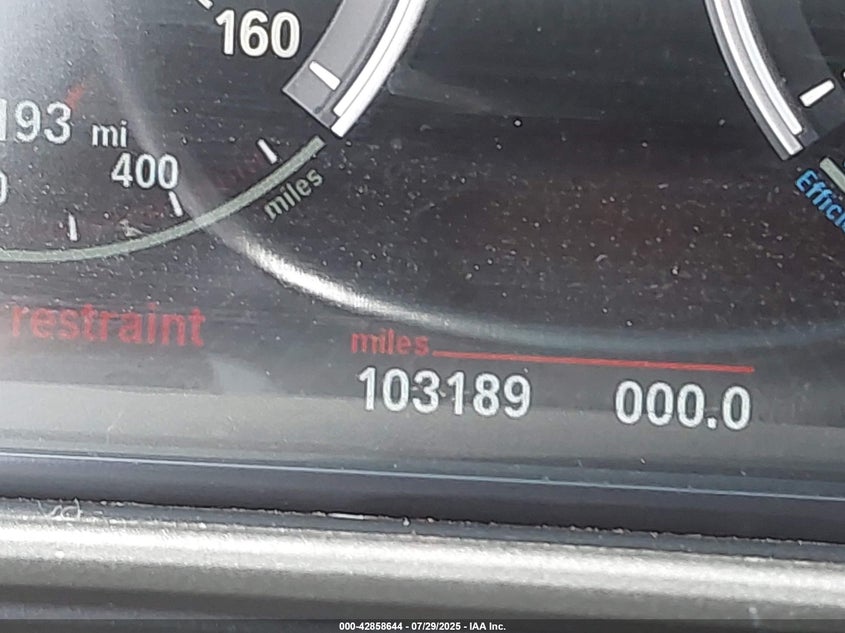 160
193 mi
400
miles
restraint
miles
103189 000.0
000-42858644 - 07/29/2025 - IAA Inc.